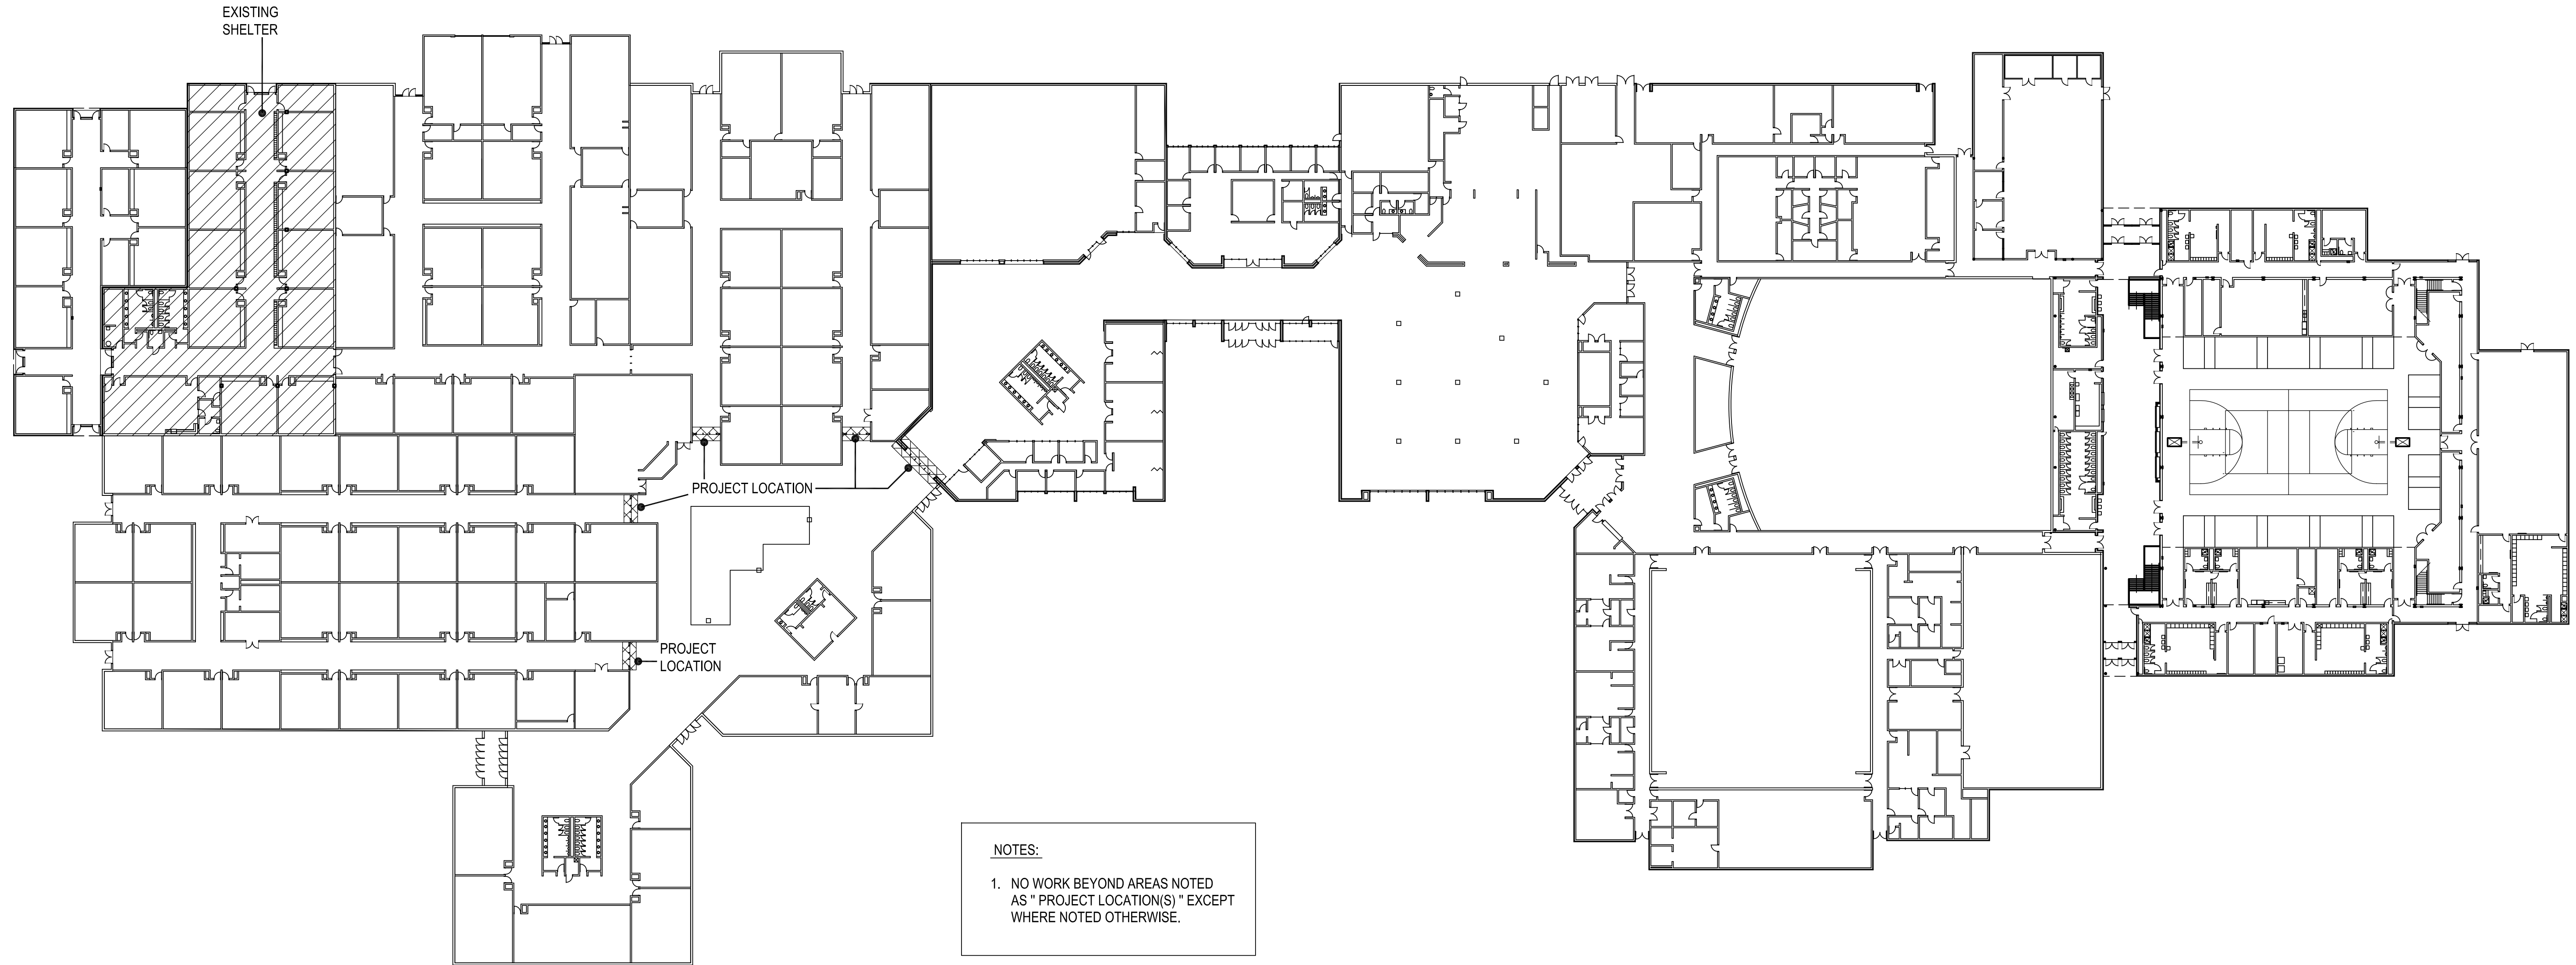 EXISTING
SHELTER
PROJECT LOCATION
PROJECT
LOCATION
NOTES:
1. NO WORK BEYOND AREAS NOTED
AS " PROJECT LOCATION(S) " EXCEPT
WHERE NOTED OTHERWISE.